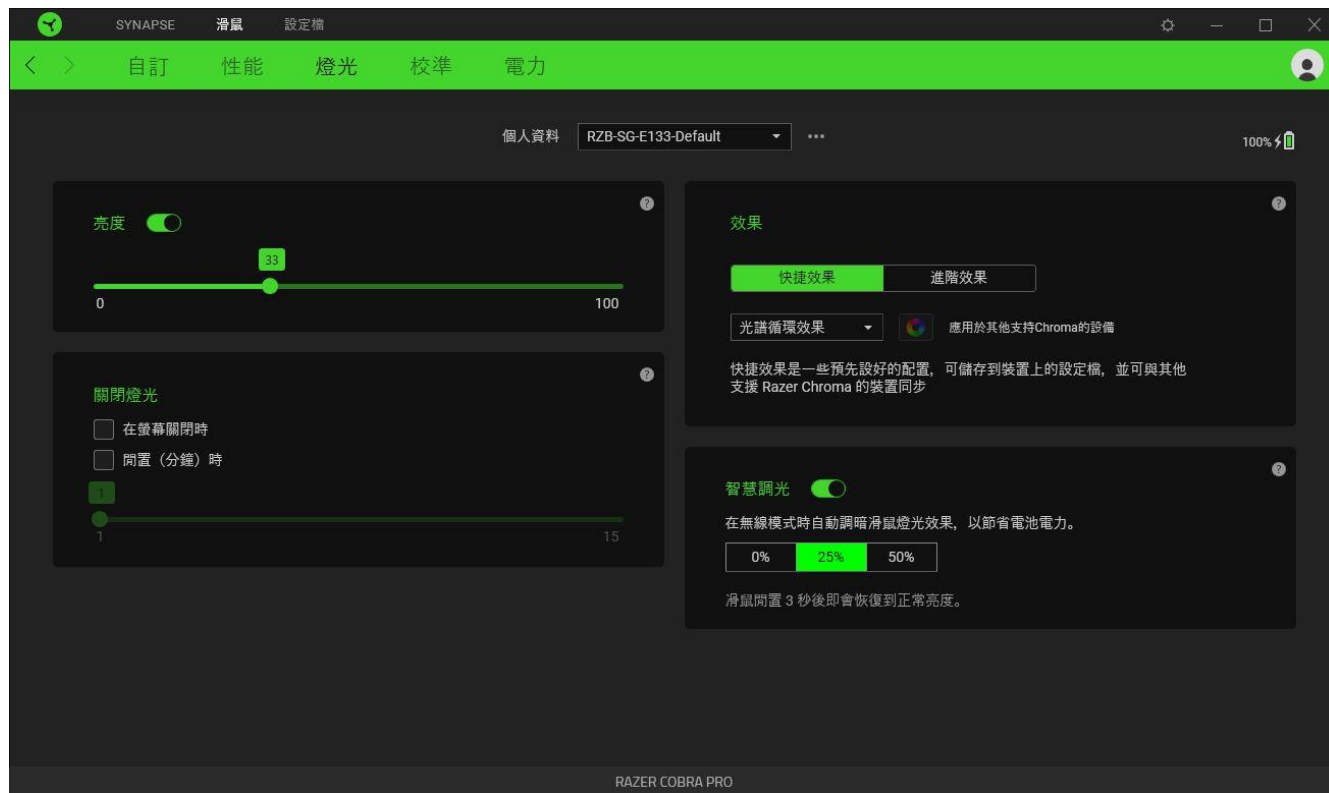 SYNAPSE 滑鼠 設定檔
自訂 性能 燈光 校準 電力
個人資料 RZB-SG-E133-Default
100%
亮度
33
0 100
關閉燈光
在螢幕關閉時
閒置（分鐘）時
1
1 15
效果
快捷效果 進階效果
光譜循環效果 應用於其他支持Chroma的設備
快捷效果是一些預先設好的配置，可儲存到裝置上的設定檔，並可與其他
支援 Razer Chroma 的裝置同步
智慧調光
在無線模式時自動調暗滑鼠燈光效果，以節省電池電力。
0% 25% 50%
滑鼠閒置 3 秒後即會恢復到正常亮度。
RAZER COBRA PRO